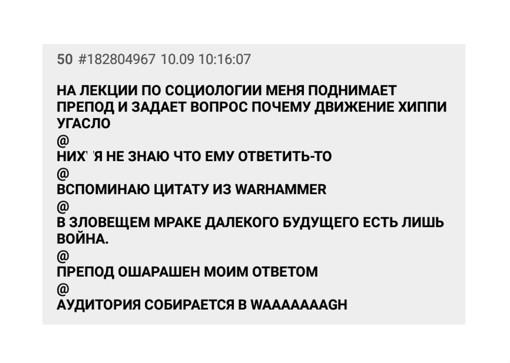 50 #182804967 10.09 10:16:07
НА ЛЕКЦИИ ПО СОЦИОЛОГИИ МЕНЯ ПОДНИМАЕТ
ПРЕПОД И ЗАДАЕТ ВОПРОС ПОЧЕМУ ДВИЖЕНИЕ ХИППИ
УГАСЛО
@
Я НЕ ЗНАЮ ЧТО ЕМУ ОТВЕТИТЬ-ТО
@
ВСПОМИНАЮ ЦИТАТУ ИЗ WARHAMMER
@
В ЗЛОВЕЩЕМ МРАКЕ ДАЛЕКОГО БУДУЩЕГО ЕСТЬ ЛИШЬ
ВОЙНА.
@
ПРЕПОД ОШАРАШЕН МОИМ ОТВЕТОМ
@
АУДИТОРИЯ СОБИРАЕТСЯ В WAAAAAAAGH